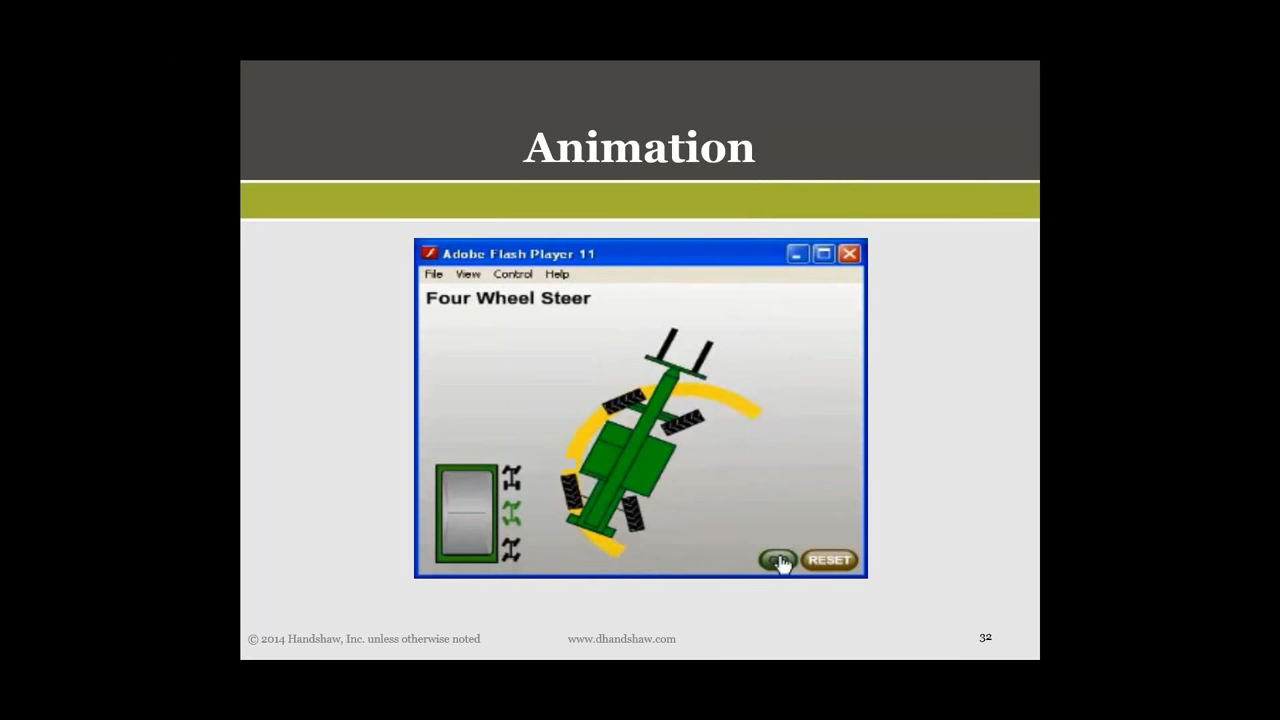 Animation
Adobe Flash Player 11
File View Control Help
Four Wheel Steer
RESET
© 2014 Handshaw, Inc. unless otherwise noted www.dhandshaw.com 32